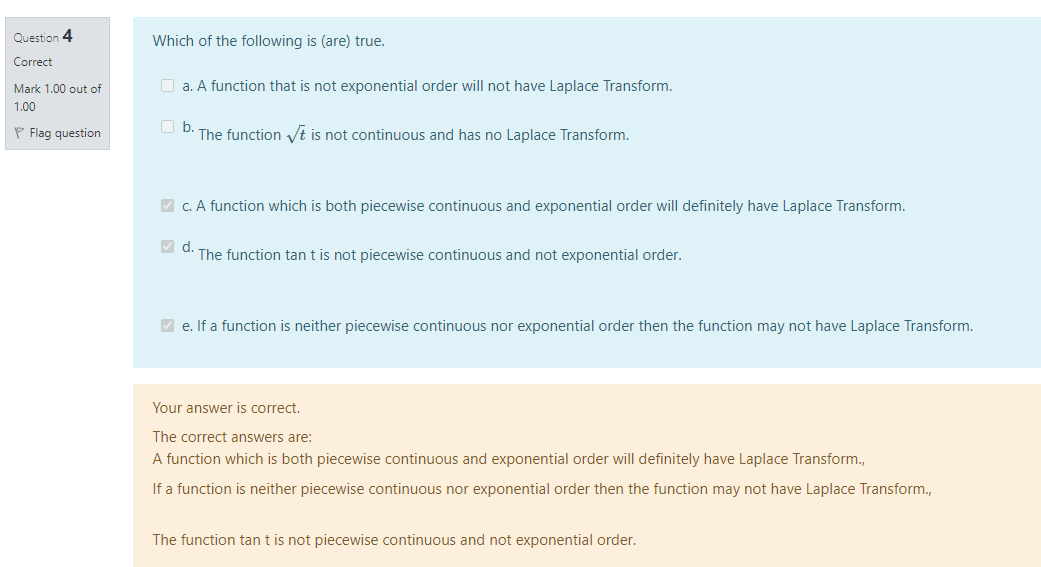 Question 4
Correct
Mark 1.00 out of
1.00
Flag question
Which of the following is (are) true.
a. A function that is not exponential order will not have Laplace Transform.
b. The function √t is not continuous and has no Laplace Transform.
c. A function which is both piecewise continuous and exponential order will definitely have Laplace Transform.
d. The function tan t is not piecewise continuous and not exponential order.
e. If a function is neither piecewise continuous nor exponential order then the function may not have Laplace Transform.
Your answer is correct.
The correct answers are:
A function which is both piecewise continuous and exponential order will definitely have Laplace Transform.,
If a function is neither piecewise continuous nor exponential order then the function may not have Laplace Transform.,
The function tan t is not piecewise continuous and not exponential order.